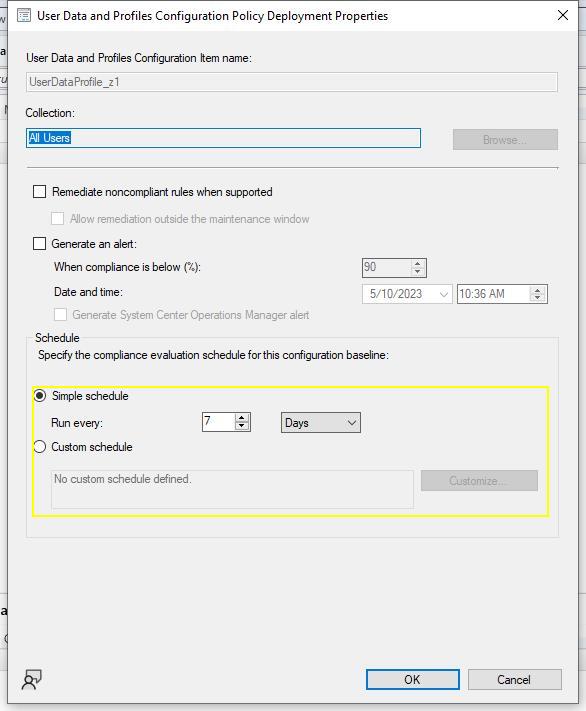 User Data and Profiles Configuration Policy Deployment Properties
User Data and Profiles Configuration Item name:
UserDataProfile_z1
Collection:
All Users
Browse...
Remediate noncompliant rules when supported
Allow remediation outside the maintenance window
Generate an alert:
When compliance is below (%):
90
Date and time:
5/10/2023
10:36 AM
Generate System Center Operations Manager alert
Schedule
Specify the compliance evaluation schedule for this configuration baseline:
Simple schedule
Run every:
7
Days
Custom schedule
No custom schedule defined.
Customize...
OK
Cancel